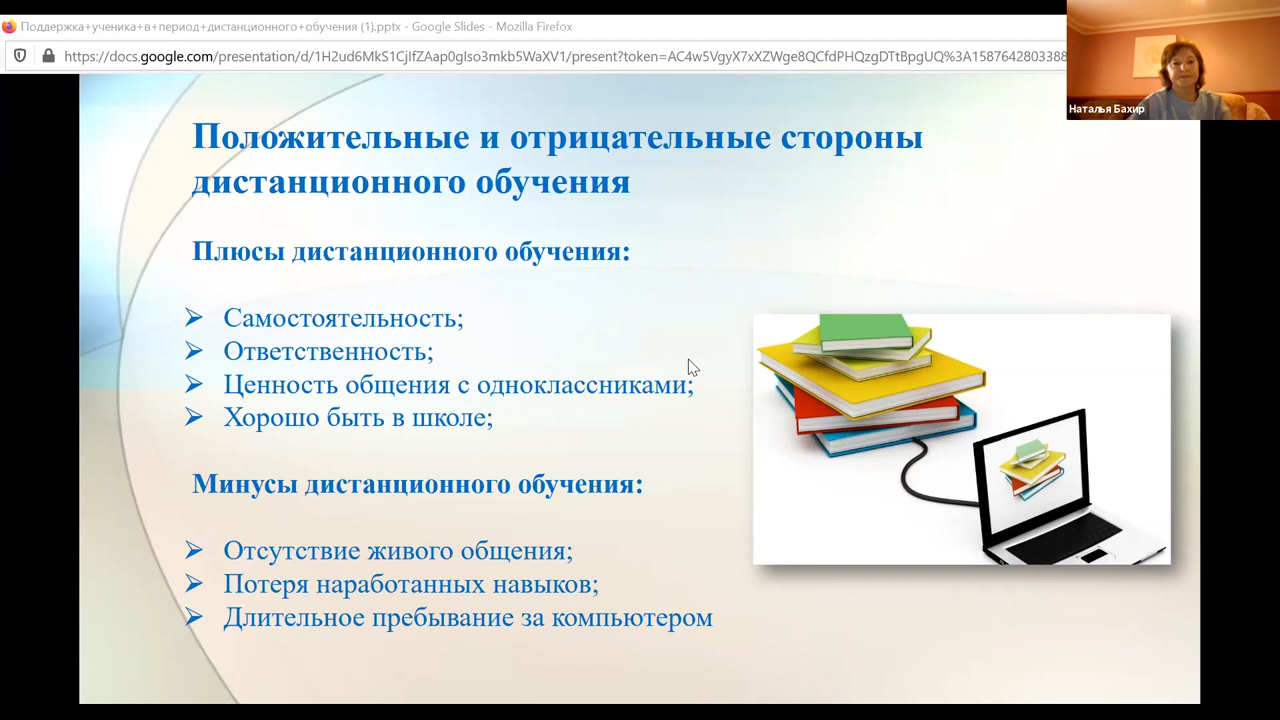 Поддержка+ученика+в+период+дистанционного+обучения (1).pptx - Google Slides - Mozilla Firefox
https://docs.google.com/presentation/d/1H2ud6MkS1CjIfZAap0gIso3mkb5WaXV1/present?token=AC4w5VgyX7xXZWge8QCfdPHQzgDTtBpgUQ%3A1587642803388
Наталья Бахир
Положительные и отрицательные стороны
дистанционного обучения
Плюсы дистанционного обучения:
Самостоятельность;
Ответственность;
Ценность общения с одноклассниками;
Хорошо быть в школе;
Минусы дистанционного обучения:
Отсутствие живого общения;
Потеря наработанных навыков;
Длительное пребывание за компьютером